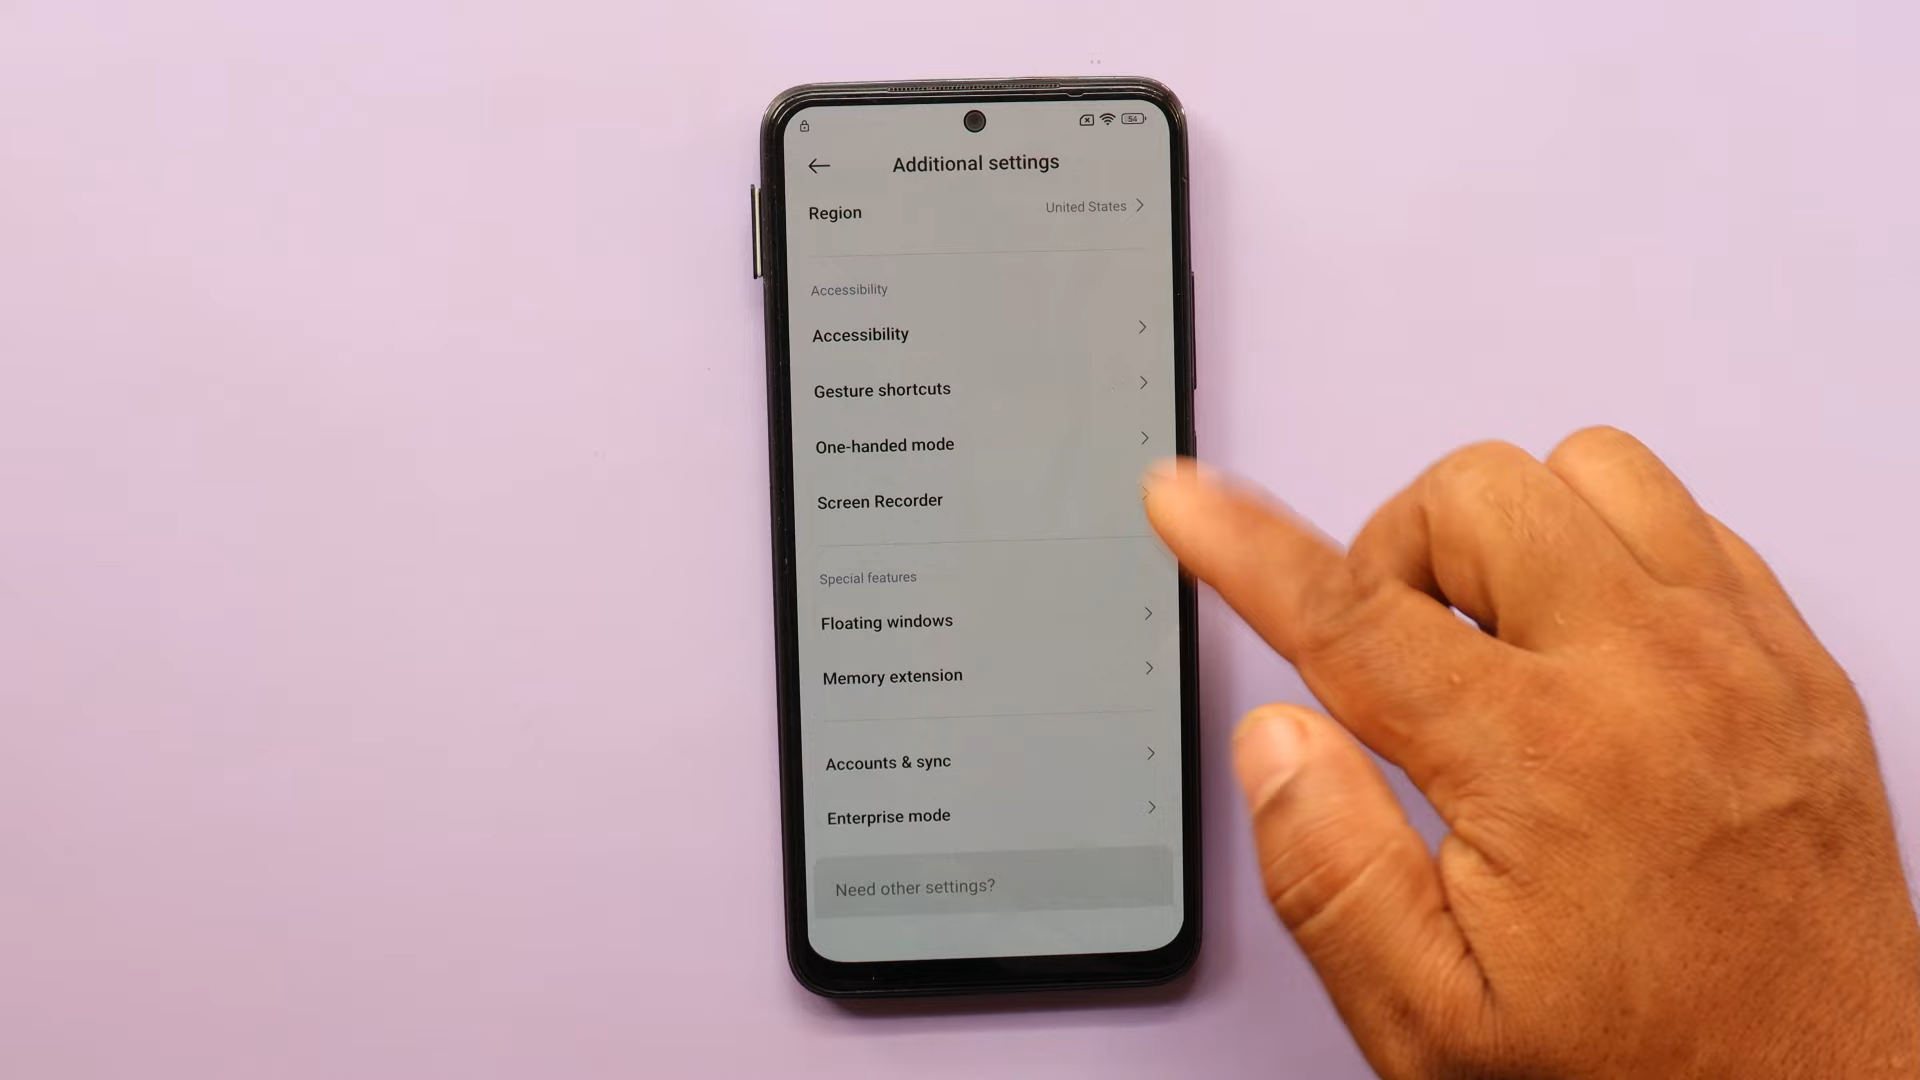 54
Additional settings
Region United States
Accessibility
Accessibility
Gesture shortcuts
One-handed mode
Screen Recorder
Special features
Floating windows
Memory extension
Accounts & sync
Enterprise mode
Need other settings?